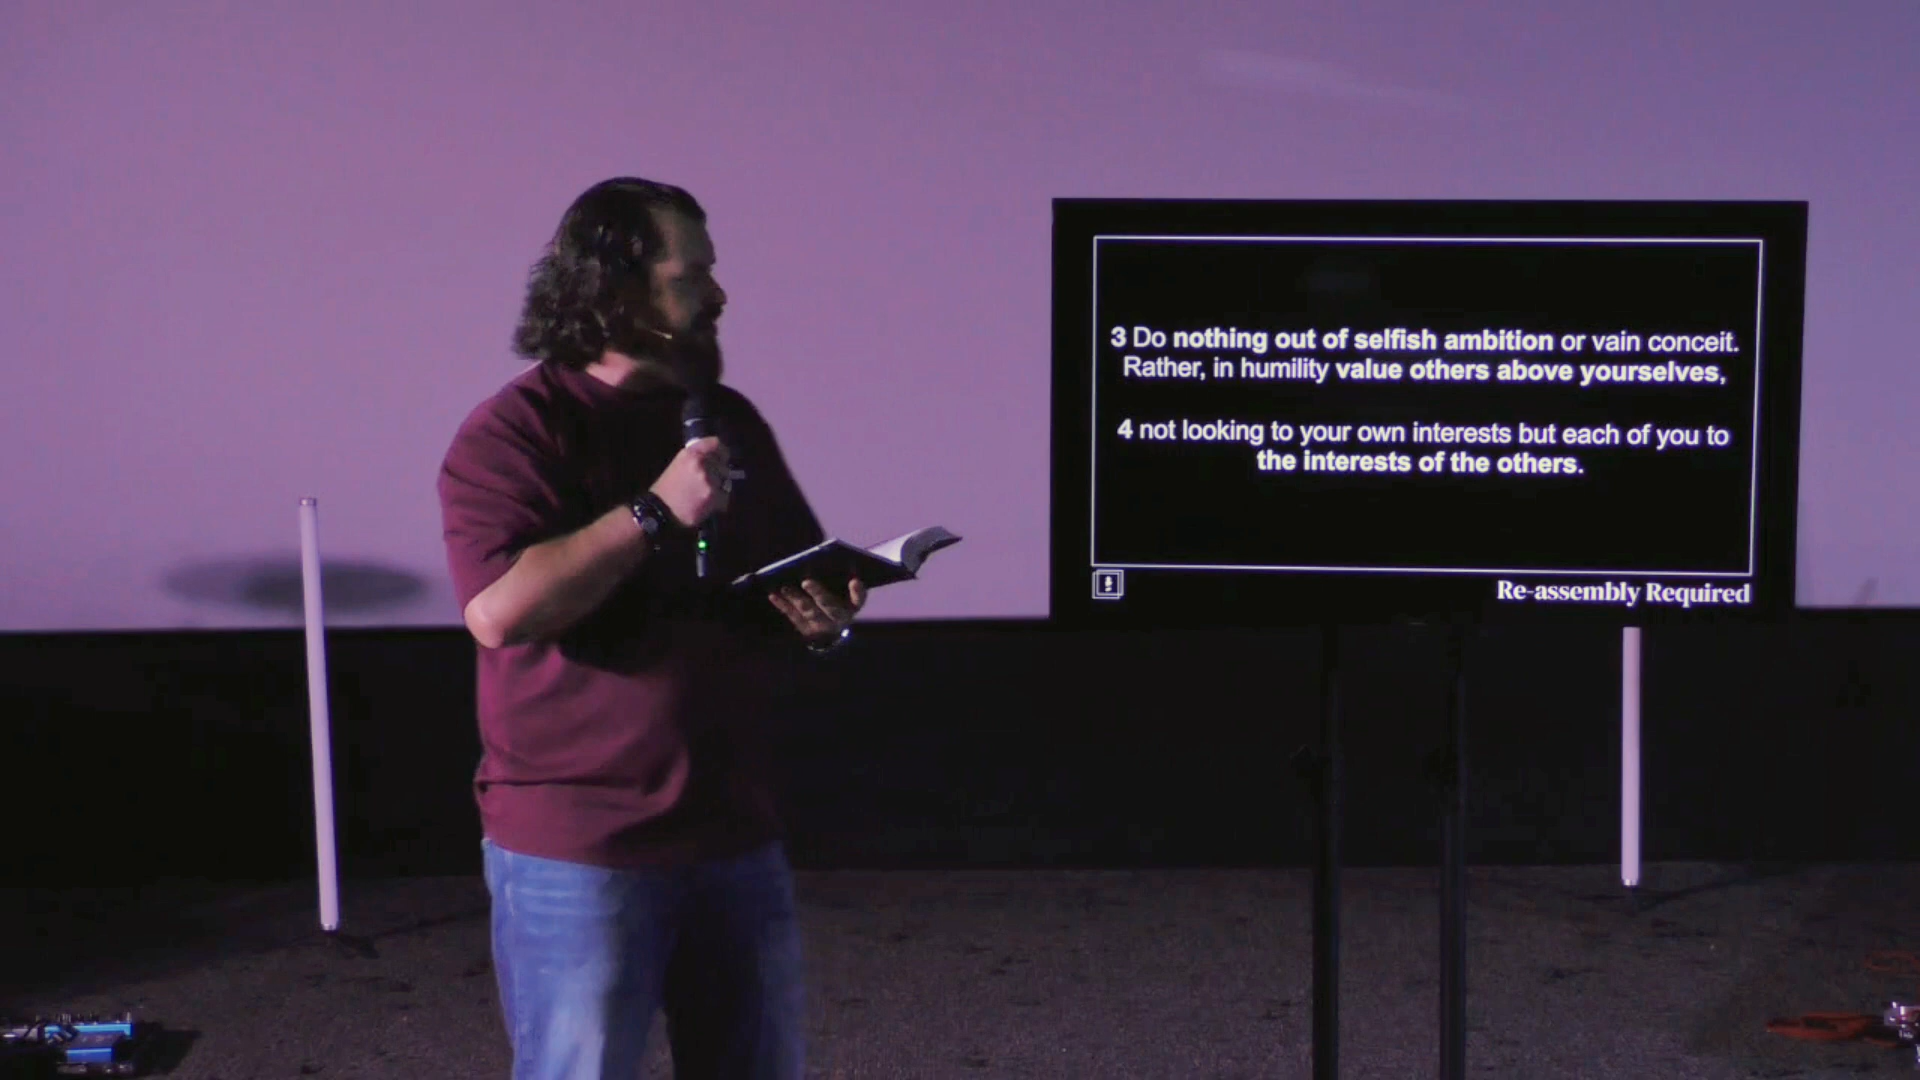 3 Do nothing out of selfish ambition or vain conceit.
Rather, in humility value others above yourselves,
4 not looking to your own interests but each of you to
the interests of the others.
Re-assembly Required